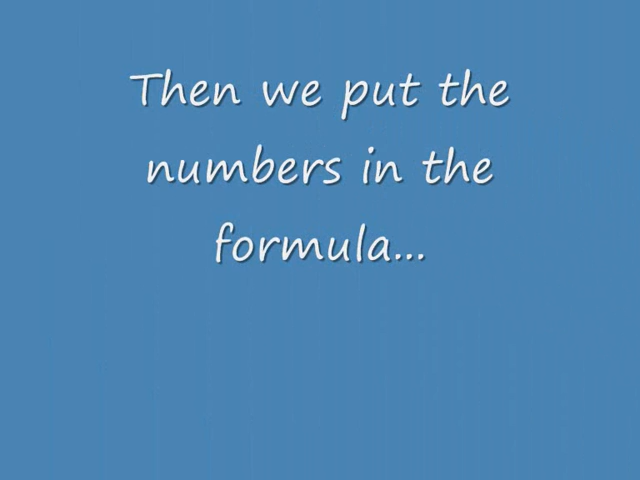 Then we put the
numbers in the
formula...